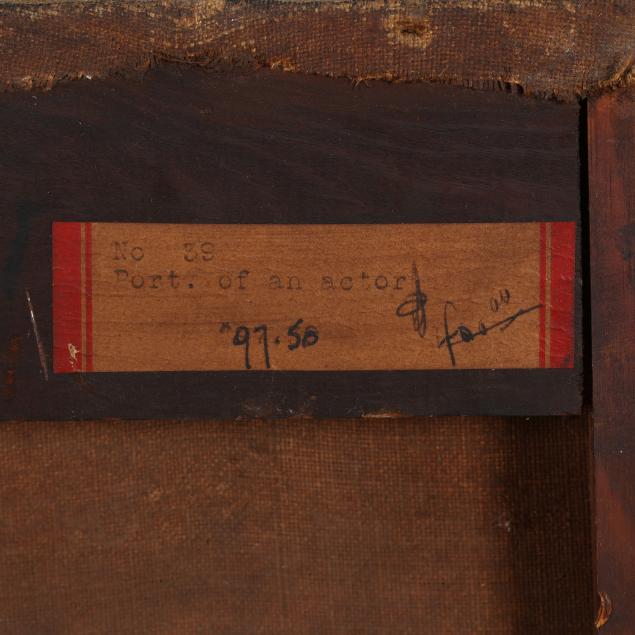 No 39
Port. of an actor
"97.50
$